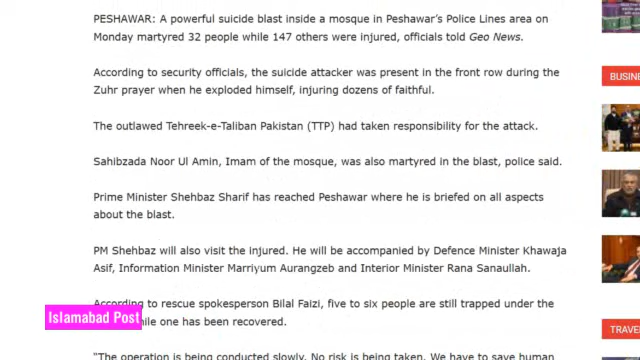 PESHAWAR: A powerful suicide blast inside a mosque in Peshawar's Police Lines area on
Monday martyred 32 people while 147 others were injured, officials told Geo News.
According to security officials, the suicide attacker was present in the front row during the
Zuhr prayer when he exploded himself, injuring dozens of faithful.
The outlawed Tehreek-e-Taliban Pakistan (TTP) had taken responsibility for the attack.
Sahibzada Noor Ul Amin, Imam of the mosque, was also martyred in the blast, police said.
Prime Minister Shehbaz Sharif has reached Peshawar where he is briefed on all aspects
about the blast.
PM Shehbaz will also visit the injured. He will be accompanied by Defence Minister Khawaja
Asif, Information Minister Marriyum Aurangzeb and Interior Minister Rana Sanaullah.
According to rescue spokesperson Bilal Faizi, five to six people are still trapped under the
while one has been recovered.
"The operation is being conducted slowly. No risk is being taken. We have to save human
Islamabad Post
BUSINE
TRAVE